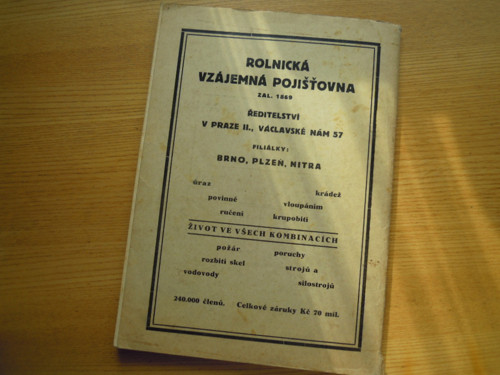 ROLNICKÁ
VZÁJEMNÁ POJIŠŤOVNA
ZAL. 1869
ŘEDITELSTVÍ
V PRAZE II., VÁCLAVSKÉ NÁM 57
FILIÁLKY:
BRNO, PLZEŇ, NITRA
úraz krádež
povinné vloupáním
ručení krupobití
ŽIVOT VE VŠECH KOMBINACÍCH
požár poruchy
rozbití skel strojů a
vodovody silostrojů
240.000 členů. Celkové záruky Kč 70 mil.